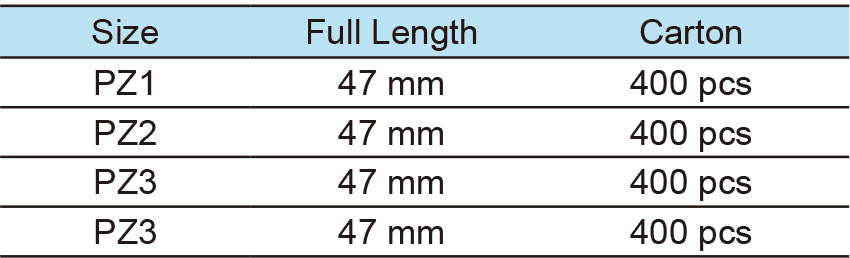 Size Full Length Carton
PZ1 47 mm 400 pcs
PZ2 47 mm 400 pcs
PZ3 47 mm 400 pcs
PZ3 47 mm 400 pcs